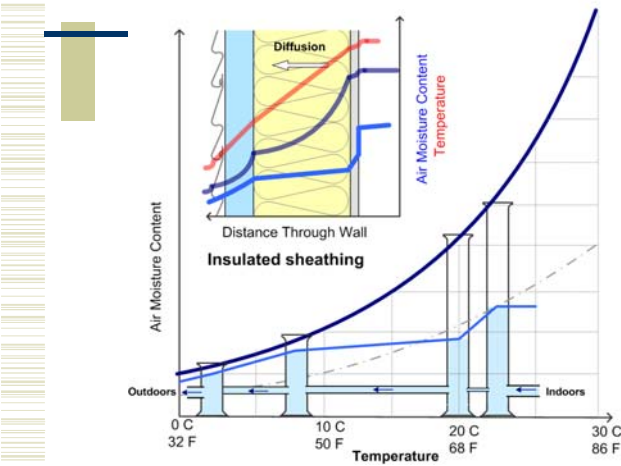 Diffusion
Air Moisture Content
Temperature
Distance Through Wall
Insulated sheathing
Air Moisture Content
Outdoors
Indoors
0 C
10 C
20 C
30 C
32 F
50 F
68 F
86 F
Temperature